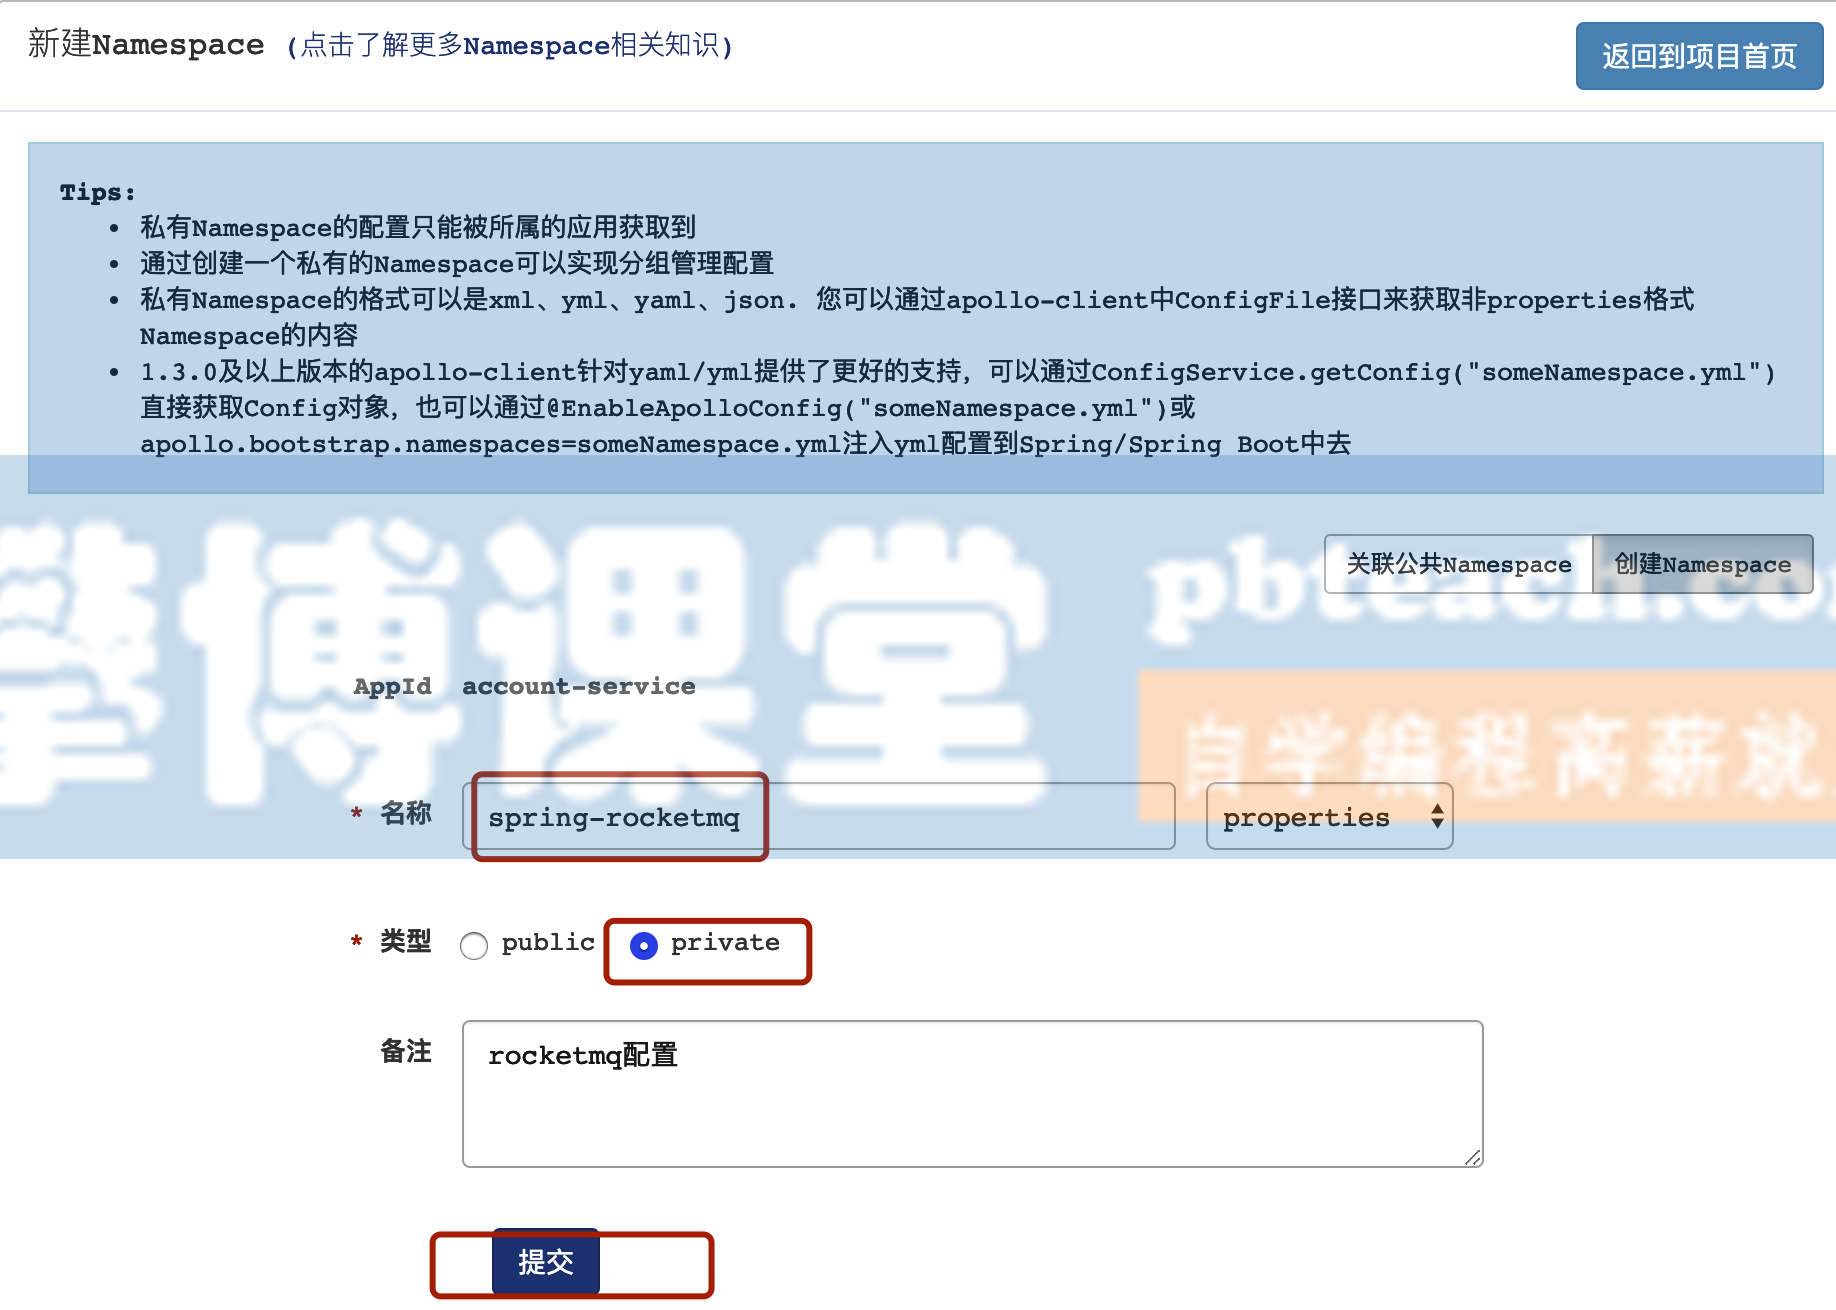 新建Namespace (点击了解更多Namespace相关知识)
返回到项目首页
Tips:
私有Namespace的配置只能被所属的应用获取到
通过创建一个私有的Namespace可以实现分组管理配置
私有Namespace的格式可以是xml、yml、yaml、json. 您可以通过apollo-client中ConfigFile接口来获取非properties格式
Namespace的内容
1.3.0及以上版本的apollo-client针对yaml/yml提供了更好的支持，可以通过ConfigService.getConfig("someNamespace.yml")
直接获取Config对象，也可以通过@EnableApolloConfig("someNamespace.yml")或
apollo.bootstrap.namespaces=someNamespace.yml注入yml配置到Spring/Spring Boot中去
关联公共Namespace 创建Namespace
博课堂 pbteach.co
自学编程高薪就
AppId account-service
* 名称 spring-rocketmq properties
* 类型 public private
备注 rocketmq配置
提交